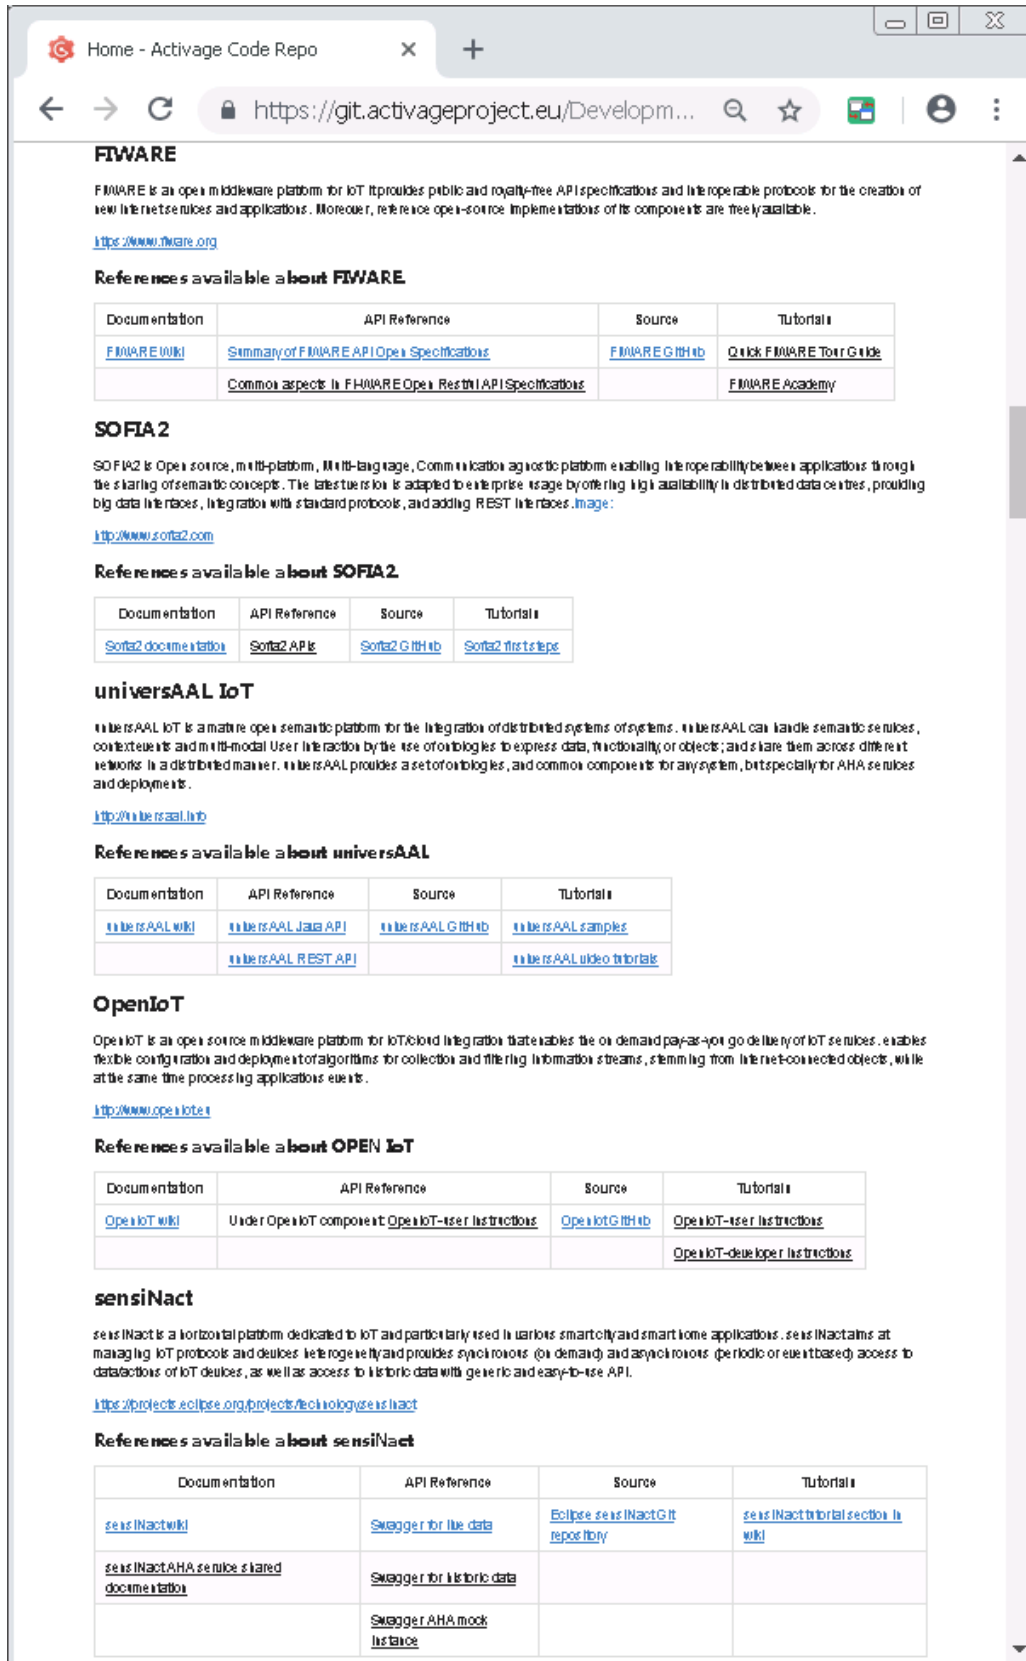 Home - Activage Code Repo
https://git.activageproject.eu/Developm...
FIWARE
FIWARE is an open middleware platform for IoT It provides public and royalty-free API specifications and interoperable protocols for the creation of
new Internet services and applications. Moreover, reference open-source implementations of its components are freely available.
https://www.fiware.org
References available about FIWARE
Documentation API Reference Source Tutorials
FIWARE Wiki Summary of FIWARE API Open Specifications FIWARE GitHub Quick FIWARE Tour Guide
Common aspects in FI-WARE Open Restful API Specifications FIWARE Academy
SOFIA2
SOFIA2 is Open source, multi-platform, Multi-language, Communication agnostic platform enabling interoperability between applications through
the sharing of semantic concepts. The latest version is adapted to enterprise usage by offering high availability in distributed data centres, providing
big data interfaces, integration with standard protocols, and adding REST interfaces.Image:
http://www.sofia2.com
References available about SOFIA2
Documentation API Reference Source Tutorials
Sofia2 documentation Sofia2 APIs Sofia2 GitHub Sofia2 first steps
universAAL IoT
universAAL IoT is a mature open semantic platform for the integration of distributed systems of systems. universAAL can handle semantic services,
context events and multi-modal User Interaction by the use of ontologies to express data, functionality, or objects; and share them across different
networks in a distributed manner. universAAL provides a set of ontologies, and common components for any system, but specially for AHA services
and deployments.
http://universaal.info
References available about universAAL
Documentation API Reference Source Tutorials
universAAL wiki universAAL Java API universAAL GitHub universAAL samples
universAAL REST API universAAL video tutorials
OpenIoT
OpenIoT is an open source middleware platform for IoT/cloud integration that enables the on demand pay-as-you go delivery of IoT services. enables
flexible configuration and deployment of algorithms for collection and filtering information streams, stemming from internet-connected objects, while
at the same time processing applications events.
http://www.openiot.eu
References available about OPEN IoT
Documentation API Reference Source Tutorials
OpenIoT wiki Under OpenIoT component: OpenIoT-user instructions Openiot GitHub OpenIoT-user instructions
OpenIoT-developer instructions
sensiNact
sensiNact is a horizontal platform dedicated to IoT and particularly used in various smart city and smart home applications. sensiNact aims at
managing IoT protocols and devices heterogeneity and provides synchronous (on demand) and asynchronous (periodic or event based) access to
data/actions of IoT devices, as well as access to historic data with generic and easy-to-use API.
https://projects.eclipse.org/projects/technology.sensinact
References available about sensiNact
Documentation API Reference Source Tutorials
sensiNact wiki Swagger for live data Eclipse sensiNact Git repository sensiNact tutorial section in wiki
sensiNact AHA service shared documentation Swagger for historic data
Swagger AHA mock instance